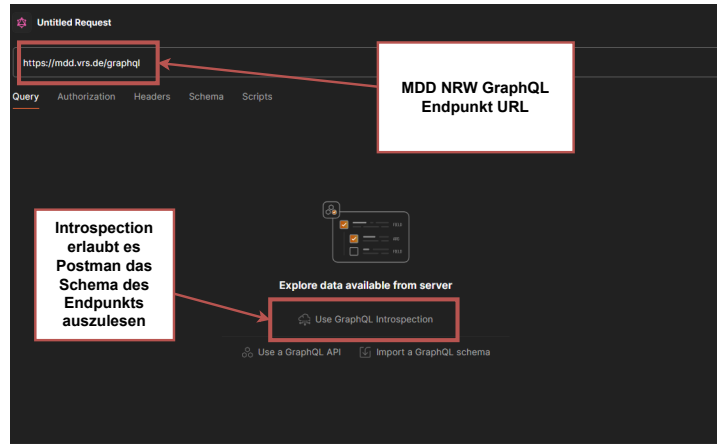 Untitled Request
https://mdd.vrs.de/graphql
MDD NRW GraphQL
Endpunkt URL
Query Authorization Headers Schema Scripts
Introspection
erlaubt es
Postman das
Schema des
Endpunkts
auszulesen
Explore data available from server
Use GraphQL Introspection
Use a GraphQL API Import a GraphQL schema